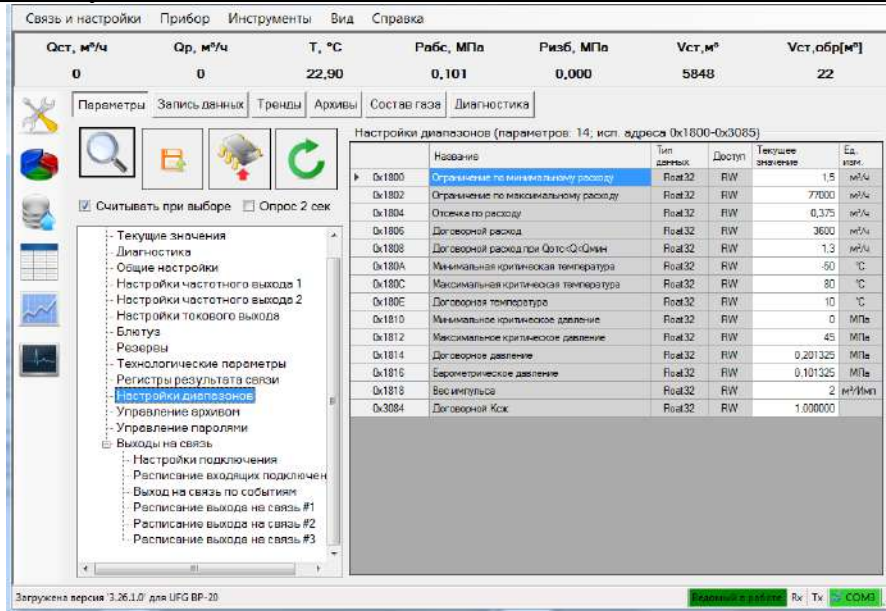 Связь и настройки Прибор Инструменты Вид Справка
Qст, м³/ч Qр, м³/ч T, °C Pабс, МПа Pизб, МПа Vст,м³ Vст,обр[м³]
0 0 22,90 0,101 0,000 5848 22
Параметры Запись данных Тренды Архивы Состав газа Диагностика
Настройки диапазонов (параметров: 14; исп. адреса 0x1800-0x3085)
Название Тип данных Доступ Текущее значение Ед. изм.
0x1800 Ограничение по минимальному расходу Float32 RW 1,5 м³/ч
0x1802 Ограничение по максимальному расходу Float32 RW 77000 м³/ч
0x1804 Отсечка по расходу Float32 RW 0,375 м³/ч
0x1806 Договорной расход Float32 RW 3600 м³/ч
0x1808 Договорной расход при Qотс<Q<Qмин Float32 RW 1,3 м³/ч
0x180A Минимальная критическая температура Float32 RW -50 °C
0x180C Максимальная критическая температура Float32 RW 80 °C
0x180E Договорная температура Float32 RW 10 °C
0x1810 Минимальное критическое давление Float32 RW 0 МПа
0x1812 Максимальное критическое давление Float32 RW 45 МПа
0x1814 Договорное давление Float32 RW 0,201325 МПа
0x1816 Барометрическое давление Float32 RW 0,101325 МПа
0x1818 Вес импульса Float32 RW 2 м³/Имп
0x3084 Договорной Ксж Float32 RW 1.000000
Считывать при выборе Опрос 2 сек
Текущие значения
Диагностика
Общие настройки
Настройки частотного выхода 1
Настройки частотного выхода 2
Настройки токового выхода
Блютуз
Резервы
Технологические параметры
Регистры результата связи
Настройки диапазонов
Управление архивом
Управление паролями
Выходы на связь
Настройки подключения
Расписание входящих подключен
Выход на связь по событиям
Расписание выхода на связь #1
Расписание выхода на связь #2
Расписание выхода на связь #3
Загружена версия '3.26.1.0' для UFG BP-20 Ведомый в работе Rx Tx COM3